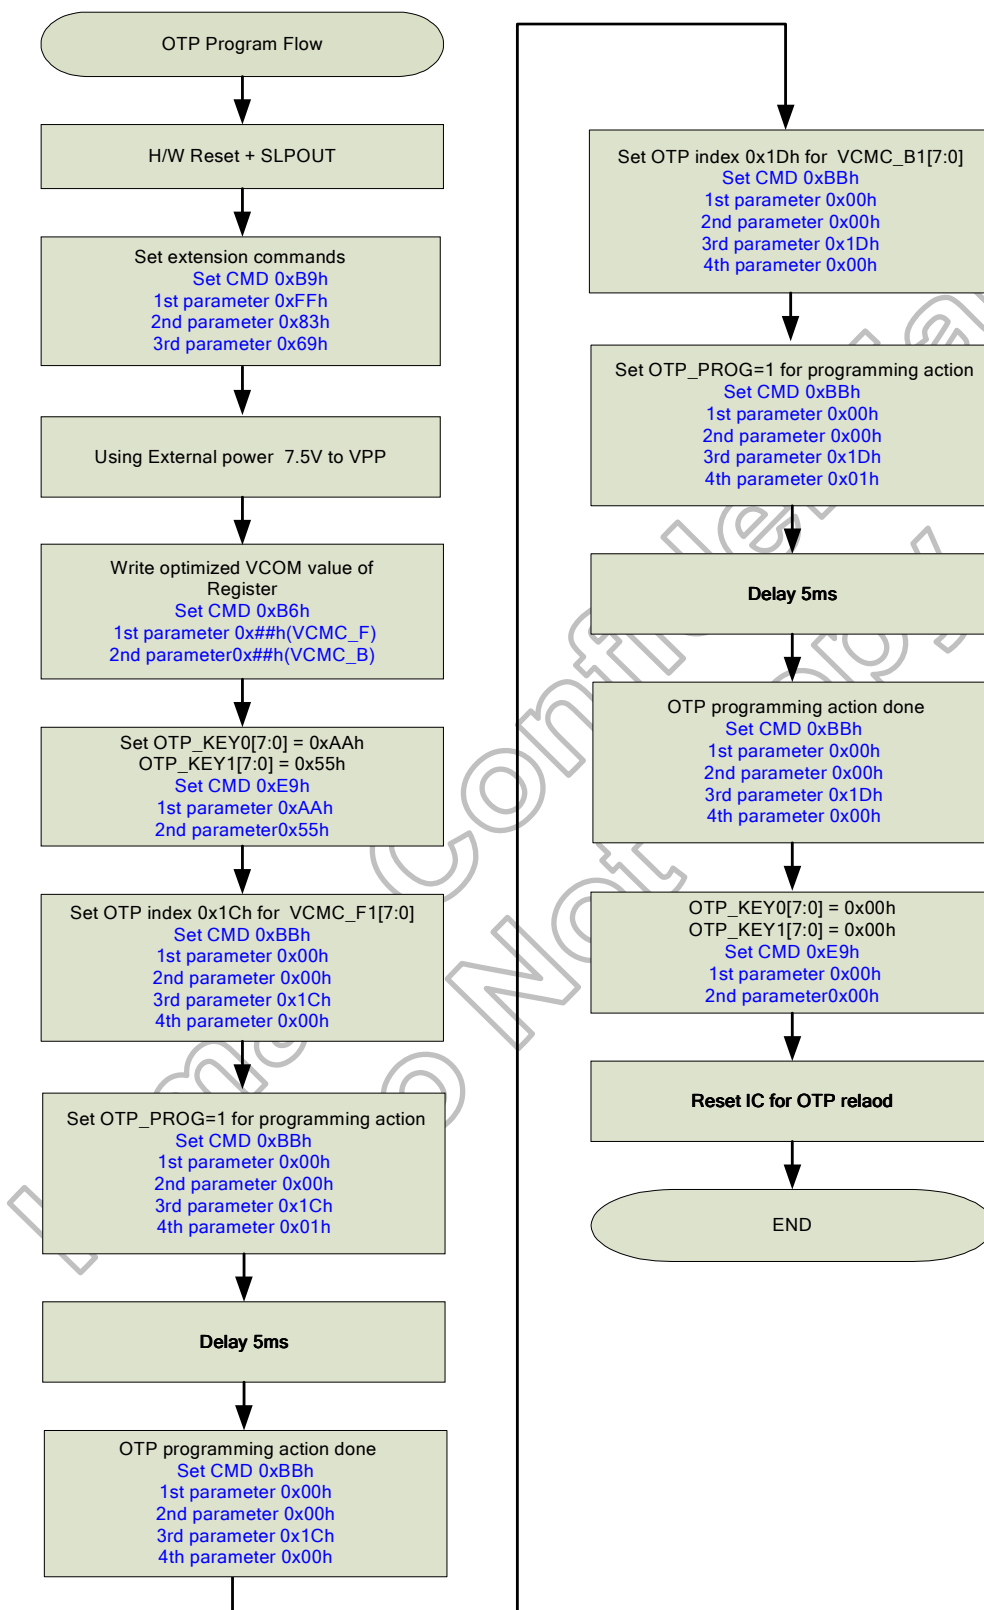 OTP Program Flow
H/W Reset + SLPOUT
Set extension commands
Set CMD 0xB9h
1st parameter 0xFFh
2nd parameter 0x83h
3rd parameter 0x69h
Using External power  7.5V to VPP
Write optimized VCOM value of
Register
Set CMD 0xB6h
1st parameter 0x##h(VCMC_F)
2nd parameter0x##h(VCMC_B)
Set OTP_KEY0[7:0] = 0xAAh
OTP_KEY1[7:0] = 0x55h
Set CMD 0xE9h
1st parameter 0xAAh
2nd parameter0x55h
Set OTP index 0x1Ch for  VCMC_F1[7:0]
Set CMD 0xBBh
1st parameter 0x00h
2nd parameter 0x00h
3rd parameter 0x1Ch
4th parameter 0x00h
Set OTP_PROG=1 for programming action
Set CMD 0xBBh
1st parameter 0x00h
2nd parameter 0x00h
3rd parameter 0x1Ch
4th parameter 0x01h
Delay 5ms
OTP programming action done
Set CMD 0xBBh
1st parameter 0x00h
2nd parameter 0x00h
3rd parameter 0x1Ch
4th parameter 0x00h
Set OTP index 0x1Dh for  VCMC_B1[7:0]
Set CMD 0xBBh
1st parameter 0x00h
2nd parameter 0x00h
3rd parameter 0x1Dh
4th parameter 0x00h
Set OTP_PROG=1 for programming action
Set CMD 0xBBh
1st parameter 0x00h
2nd parameter 0x00h
3rd parameter 0x1Dh
4th parameter 0x01h
Delay 5ms
OTP programming action done
Set CMD 0xBBh
1st parameter 0x00h
2nd parameter 0x00h
3rd parameter 0x1Dh
4th parameter 0x00h
OTP_KEY0[7:0] = 0x00h
OTP_KEY1[7:0] = 0x00h
Set CMD 0xE9h
1st parameter 0x00h
2nd parameter0x00h
Reset IC for OTP relaod
END